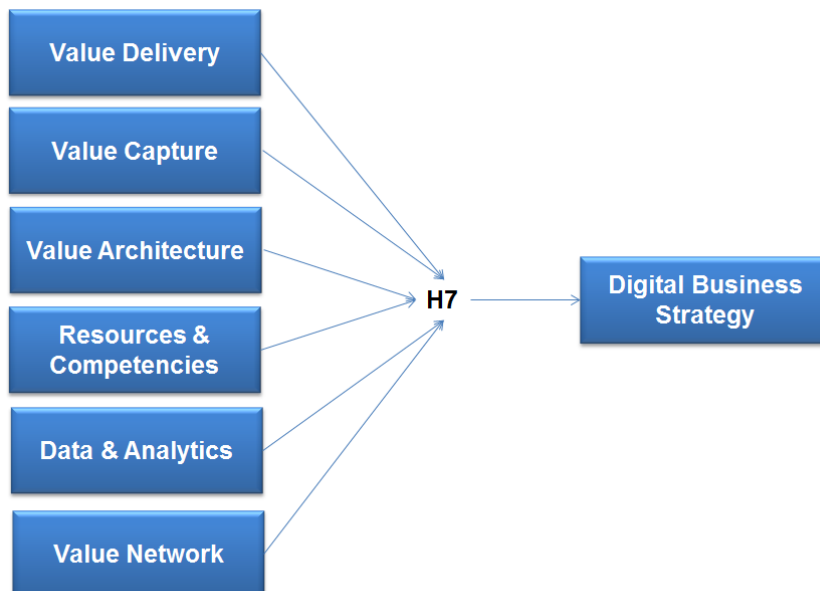 Value Delivery
Value Capture
Value Architecture
Resources &
Competencies
Data & Analytics
Value Network
H7
Digital Business
Strategy